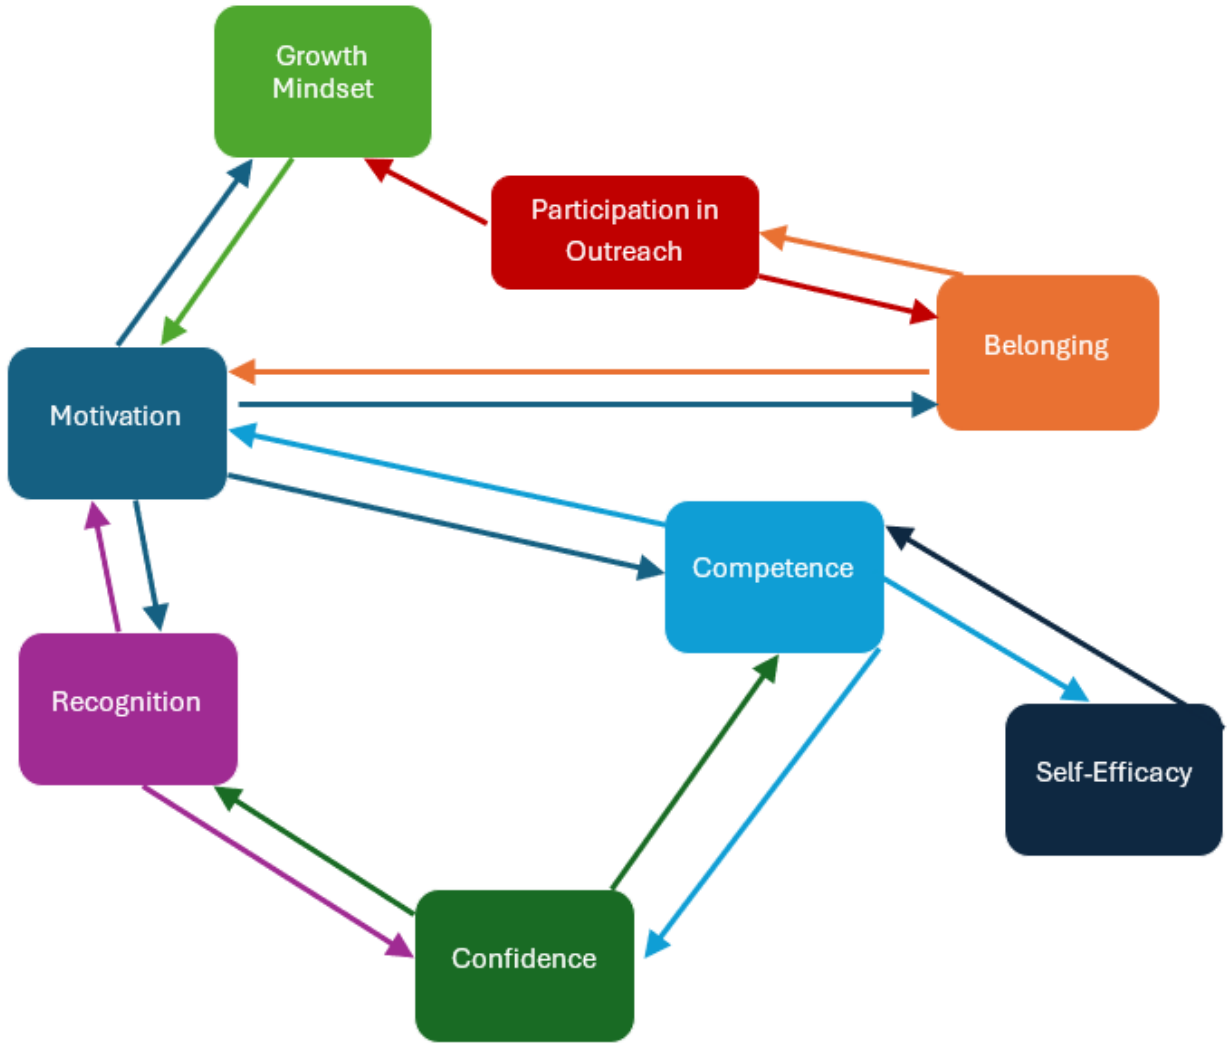 Growth
Mindset
Participation in
Outreach
Belonging
Motivation
Competence
Recognition
Self-Efficacy
Confidence